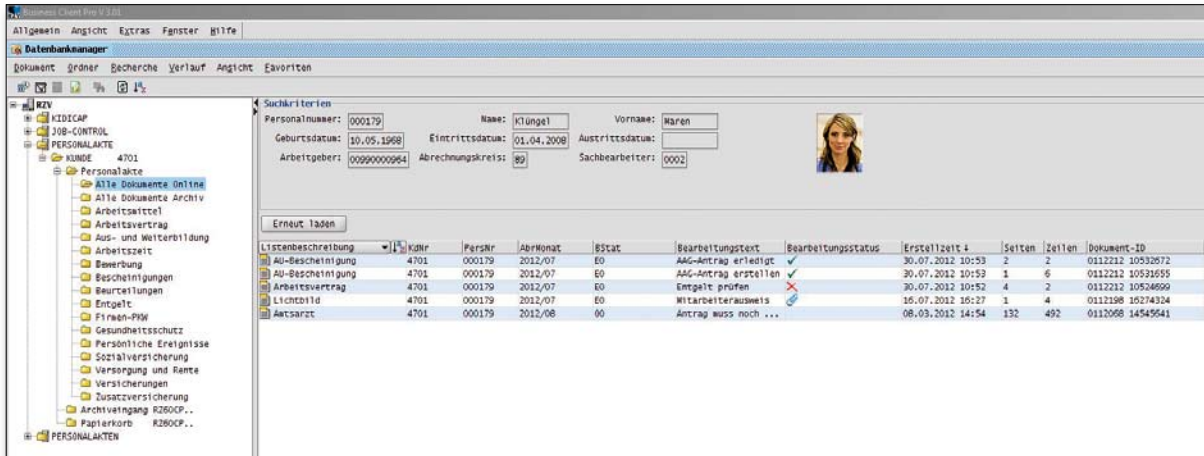 Business Client Pro V 3.01
Allgemein Angicht Extras Fenster Hilfe
Datenbankmanager
Dokument Ordner Recherche Verlauf Angicht Favoriten
RZV
KIDICAP
JOB-CONTROL
PERSONALAKTE
KUNDE 4701
Personalakte
Alle Dokumente Online
Alle Dokumente Archiv
Arbeitsmittel
Arbeitsvertrag
Aus- und Weiterbildung
Arbeitszeit
Bewerbung
Bescheinigungen
Beurteilungen
Entgelt
Firmen-PKW
Gesundheitsschutz
Persönliche Ereignisse
Sozialversicherung
Versorgung und Rente
Versicherungen
Zusatzversicherung
Archiveingang R260CP..
Papierkorb R260CP..
PERSONALAKTEN
Suchkriterien
Personalnummer: 000179 Name: Klüngel Vorname: Maren
Geburtsdatum: 10.05.1968 Eintrittsdatum: 01.04.2008 Austrittsdatum:
Arbeitgeber: 00990000964 Abrechnungskreis: 89 Sachbearbeiter: 0002
Erneut laden
Listenbeschreibung KdNr PersNr AbrMonat BStat Bearbeitungstext Bearbeitungsstatus Erstellzeit Seiten Zeilen Dokument-ID
AU-Bescheinigung 4701 000179 2012/07 E0 AAG-Antrag erledigt 30.07.2012 10:53 2 2 0112212 10532672
AU-Bescheinigung 4701 000179 2012/07 E0 AAG-Antrag erstellen 30.07.2012 10:53 1 6 0112212 10531655
Arbeitsvertrag 4701 000179 2012/07 E0 Entgelt prüfen 30.07.2012 10:52 4 2 0112212 10524699
Lichtbild 4701 000179 2012/07 E0 Mitarbeiterausweis 16.07.2012 16:27 1 4 0112198 16274324
Amtsarzt 4701 000179 2012/08 00 Antrag muss noch ... 08.03.2012 14:54 132 492 0112068 14545641